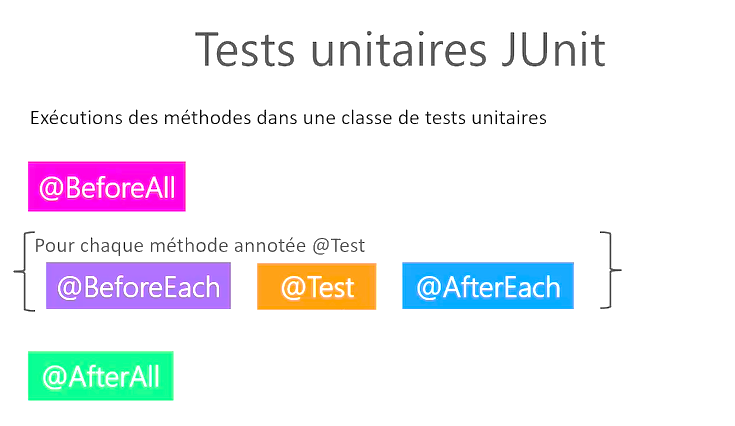 Tests unitaires JUnit
Exécutions des méthodes dans une classe de tests unitaires
@BeforeAll
Pour chaque méthode annotée @Test
@BeforeEach @Test @AfterEach
@AfterAll